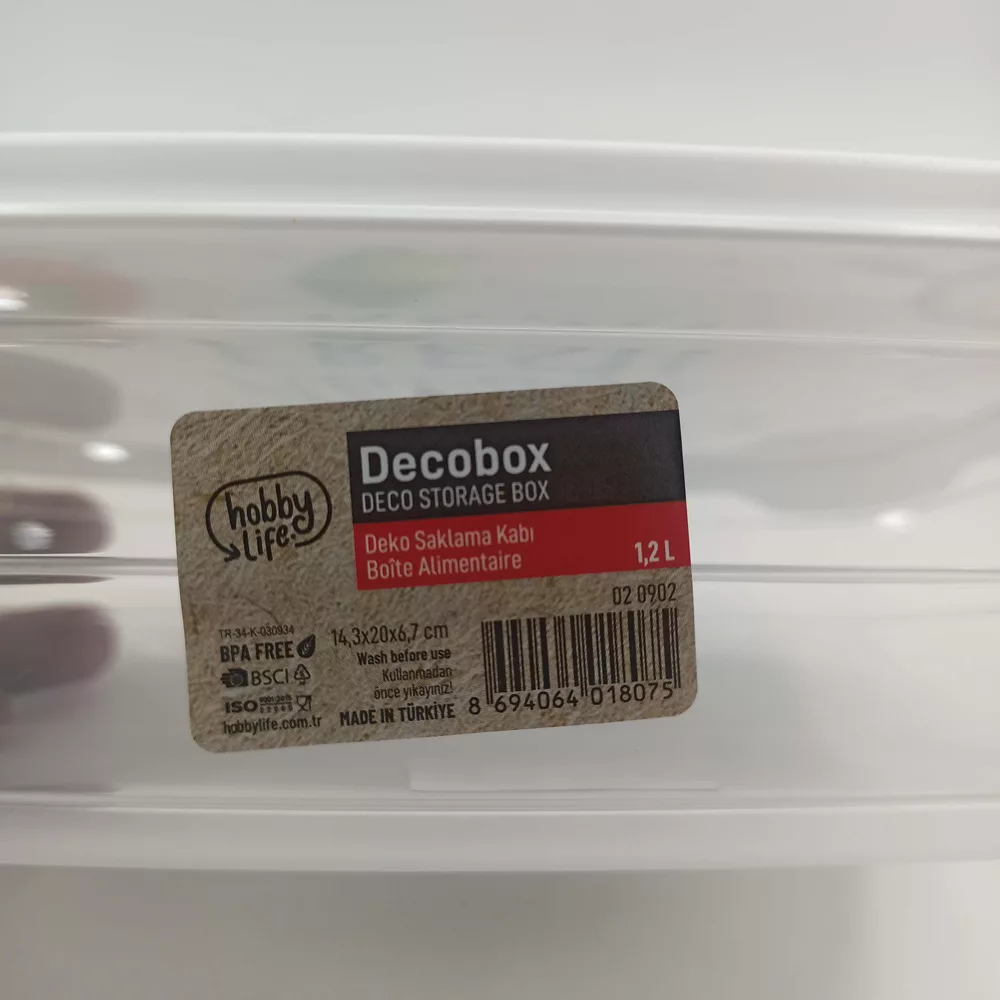 hobby
life
Decobox
DECO STORAGE BOX
Deko Saklama Kabı
Boîte Alimentaire
1,2 L
02 0902
TR-34-K-030934
BPA FREE
BSCI
ISO
hobbylife.com.tr
14,3x20x6,7 cm
Wash before use
Kullanmadan
önce yıkayınız!
MADE IN TÜRKİYE
8 694064 018075